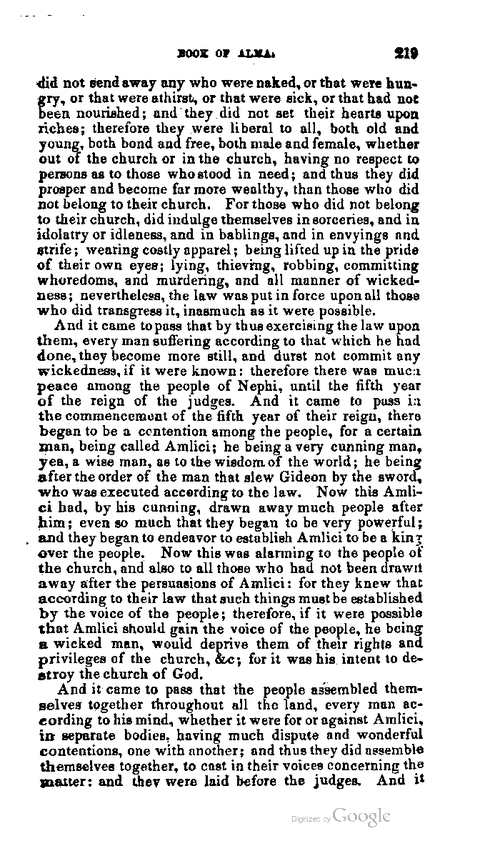 BOOK OF ALMA. 219
did not send away any who were naked, or that were hun-
gry, or that were athirst, or that were sick, or that had not
been nourished; and they did not set their hearts upon
riches; therefore they were liberal to all, both old and
young, both bond and free, both male and female, whether
out of the church or in the church, having no respect to
persons as to those who stood in need; and thus they did
prosper and become far more wealthy, than those who did
not belong to their church. For those who did not belong
to their church, did indulge themselves in sorceries, and in
idolatry or idleness, and in bablings, and in envyings and
strife; wearing costly apparel; being lifted up in the pride
of their own eyes; lying, thieving, robbing, committing
whoredoms, and murdering, and all manner of wicked-
ness; nevertheless, the law was put in force upon all those
who did transgress it, inasmuch as it were possible.
And it came to pass that by thus exercising the law upon
them, every man suffering according to that which he had
done, they become more still, and durst not commit any
wickedness, if it were known: therefore there was much
peace among the people of Nephi, until the fifth year
of the reign of the judges. And it came to pass in
the commencement of the fifth year of their reign, there
began to be a contention among the people, for a certain
man, being called Amlici; he being a very cunning man,
yea, a wise man, as to the wisdom of the world; he being
after the order of the man that slew Gideon by the sword,
who was executed according to the law. Now this Amli-
ci had, by his cunning, drawn away much people after
him; even so much that they began to be very powerful;
and they began to endeavor to establish Amlici to be a king
over the people. Now this was alarming to the people of
the church, and also to all those who had not been drawn
away after the persuasions of Amlici: for they knew that
according to their law that such things must be established
by the voice of the people; therefore, if it were possible
that Amlici should gain the voice of the people, he being
a wicked man, would deprive them of their rights and
privileges of the church, &c; for it was his intent to de-
stroy the church of God.
And it came to pass that the people assembled them-
selves together throughout all the land, every man ac-
cording to his mind, whether it were for or against Amlici,
in separate bodies, having much dispute and wonderful
contentions, one with another; and thus they did assemble
themselves together, to cast in their voices concerning the
matter: and they were laid before the judges. And it
Digitized by Google